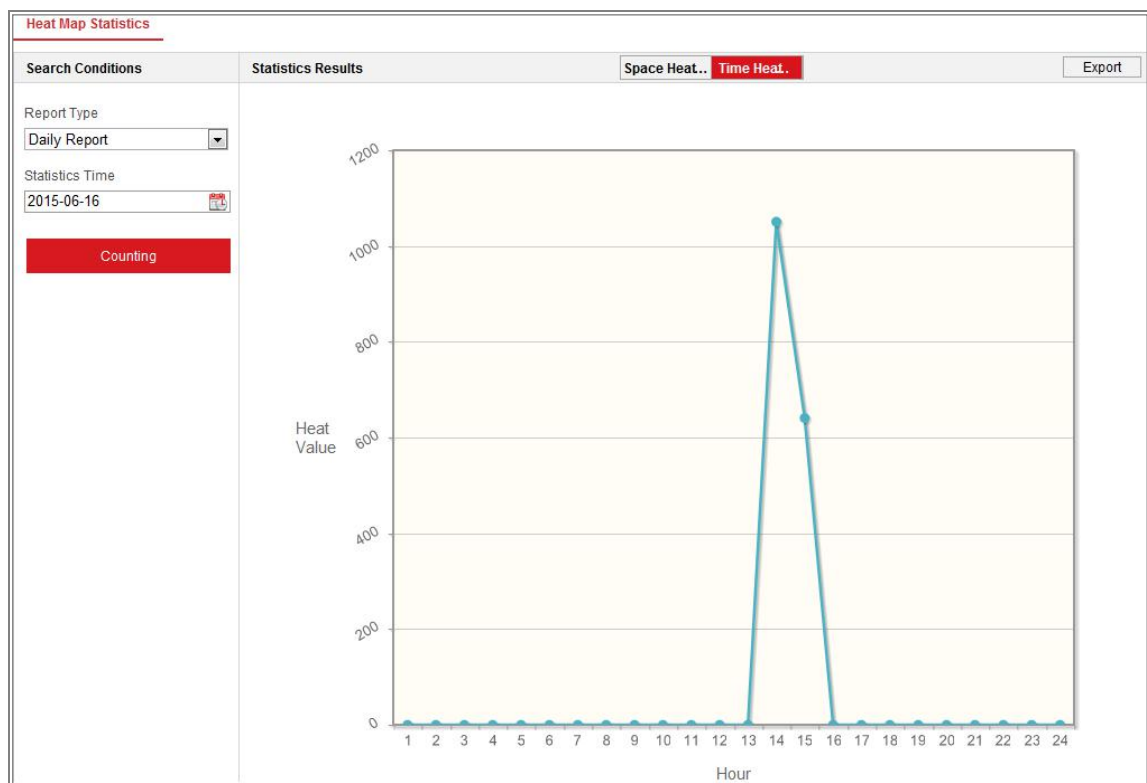 Heat Map Statistics
Search Conditions
Statistics Results
Space Heat...
Time Heat..
Export
Report Type
Daily Report
Statistics Time
2015-06-16
Counting
1200
1000
800
600
400
200
0
Heat
Value
1 2 3 4 5 6 7 8 9 10 11 12 13 14 15 16 17 18 19 20 21 22 23 24
Hour